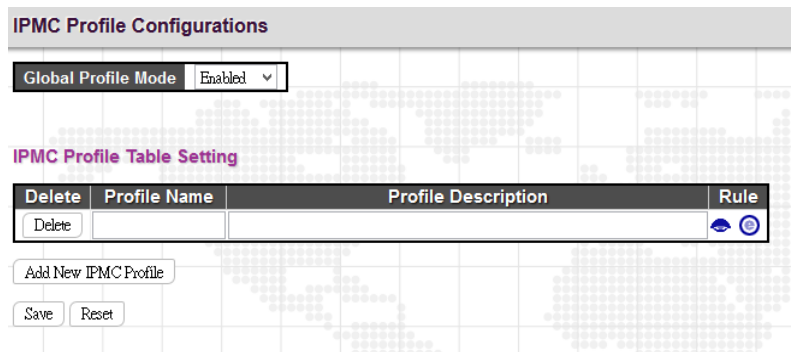 IPMC Profile Configurations
Global Profile Mode Enabled
IPMC Profile Table Setting
Delete Profile Name Profile Description Rule
Delete e
Add New IPMC Profile
Save Reset